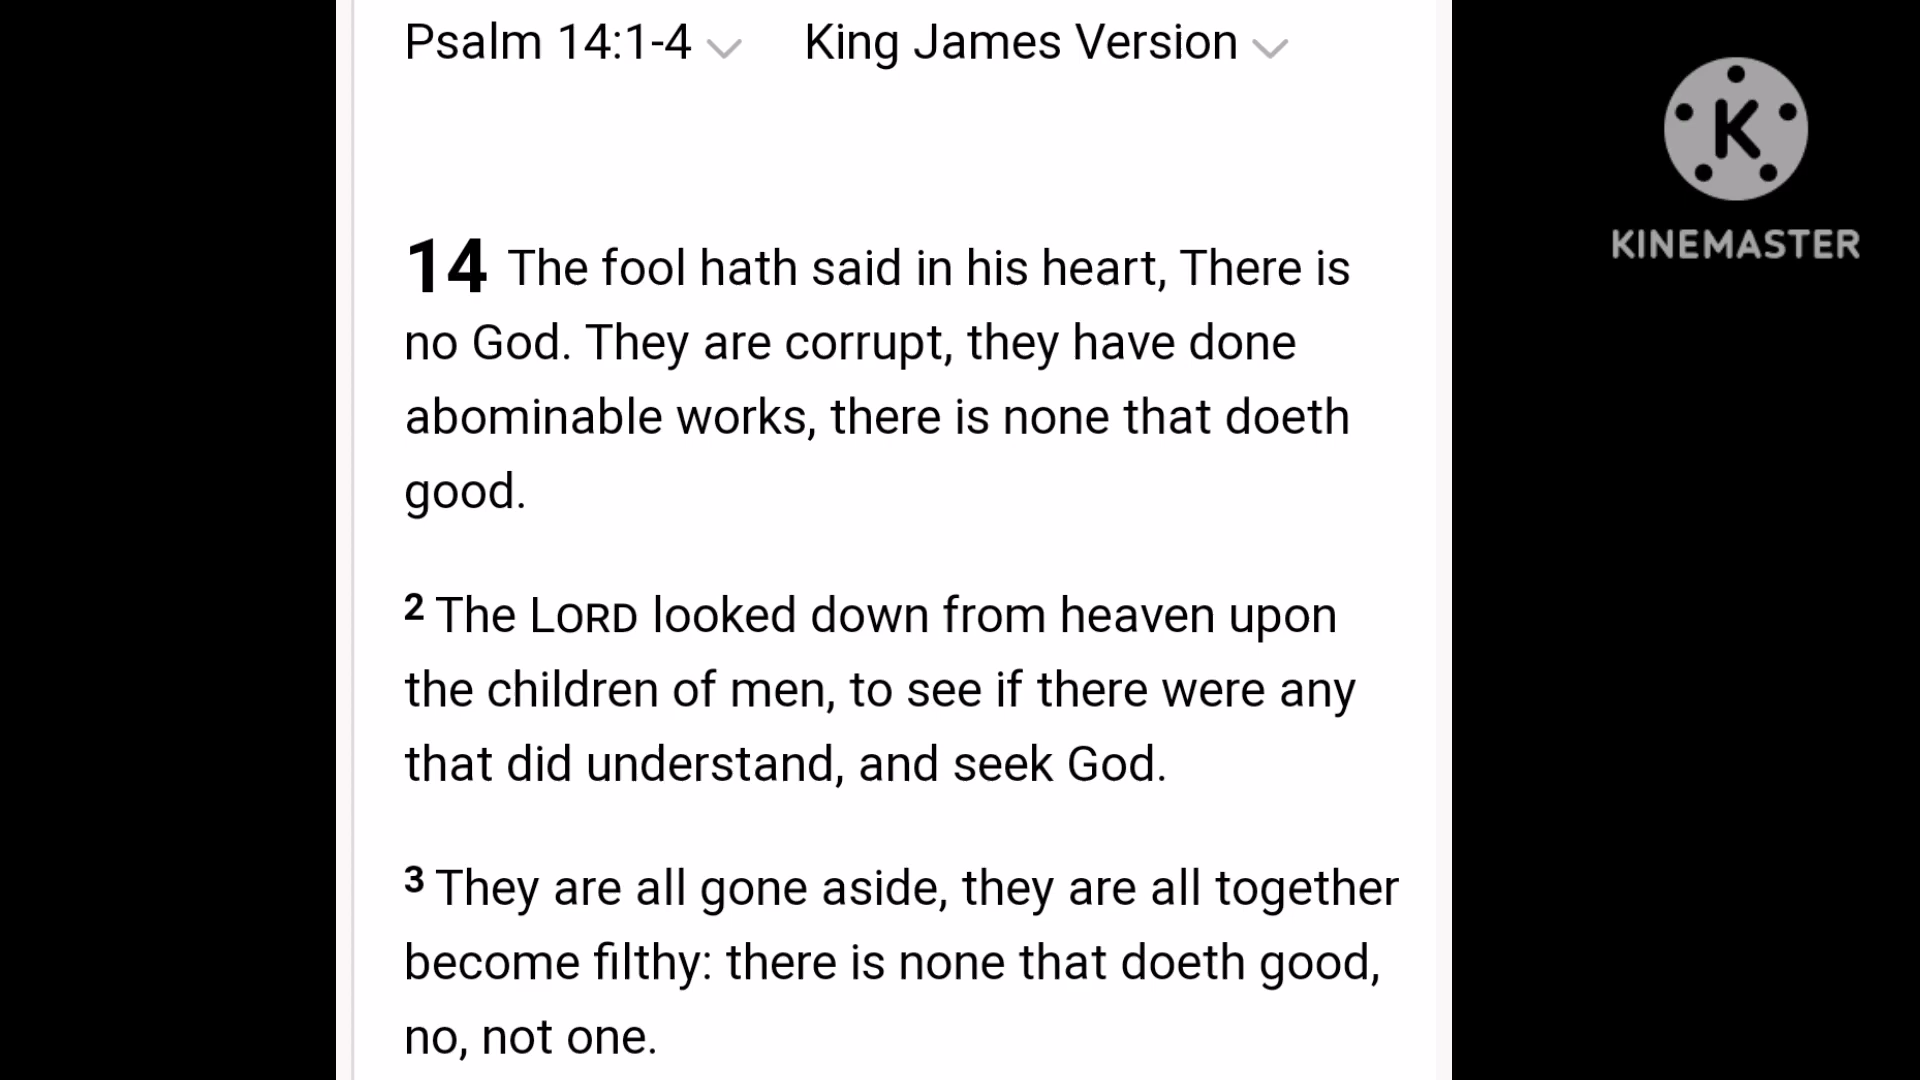 Psalm 14:1-4 King James Version
KINEMASTER
14 The fool hath said in his heart, There is
no God. They are corrupt, they have done
abominable works, there is none that doeth
good.
2 The LORD looked down from heaven upon
the children of men, to see if there were any
that did understand, and seek God.
3 They are all gone aside, they are all together
become filthy: there is none that doeth good,
no, not one.